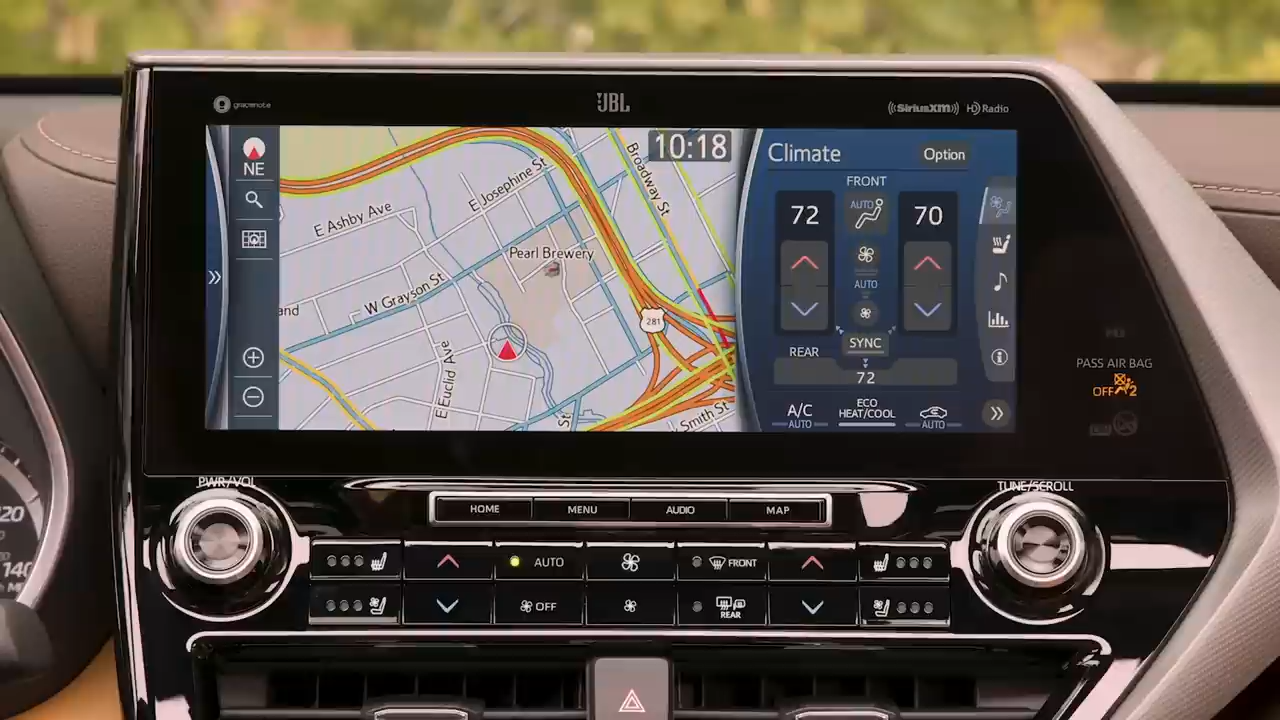 gracenote
JBL
((SiriusXM))
HD Radio
NE
10:18
E Josephine St
Broadway St
E Ashby Ave
Pearl Brewery
W Grayson St
and
281
E Euclid Ave
St
Smith St
Climate
Option
FRONT
72
AUTO
70
AUTO
SYNC
REAR
72
A/C
AUTO
ECO
HEAT/COOL
AUTO
PASS AIR BAG
OFF 2
PWR/VOL
TUNE/SCROLL
HOME
MENU
AUDIO
MAP
AUTO
FRONT
OFF
REAR
120
140